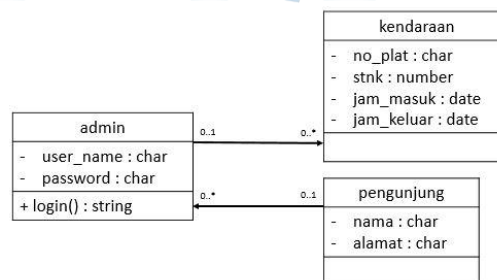 kendaraan
- no_plat : char
- stnk : number
- jam_masuk : date
- jam_keluar : date
admin
- user_name : char
- password : char
+ login() : string
0..1
0..*
0..*
0..1
pengunjung
- nama : char
- alamat : char